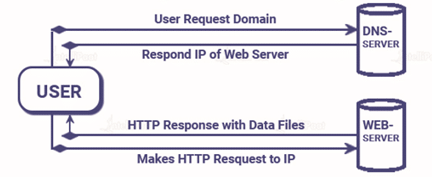 User Request Domain
DNS-
SERVER
Respond IP of Web Server
USER
HTTP Response with Data Files
WEB-
SERVER
Makes HTTP Resquest to IP